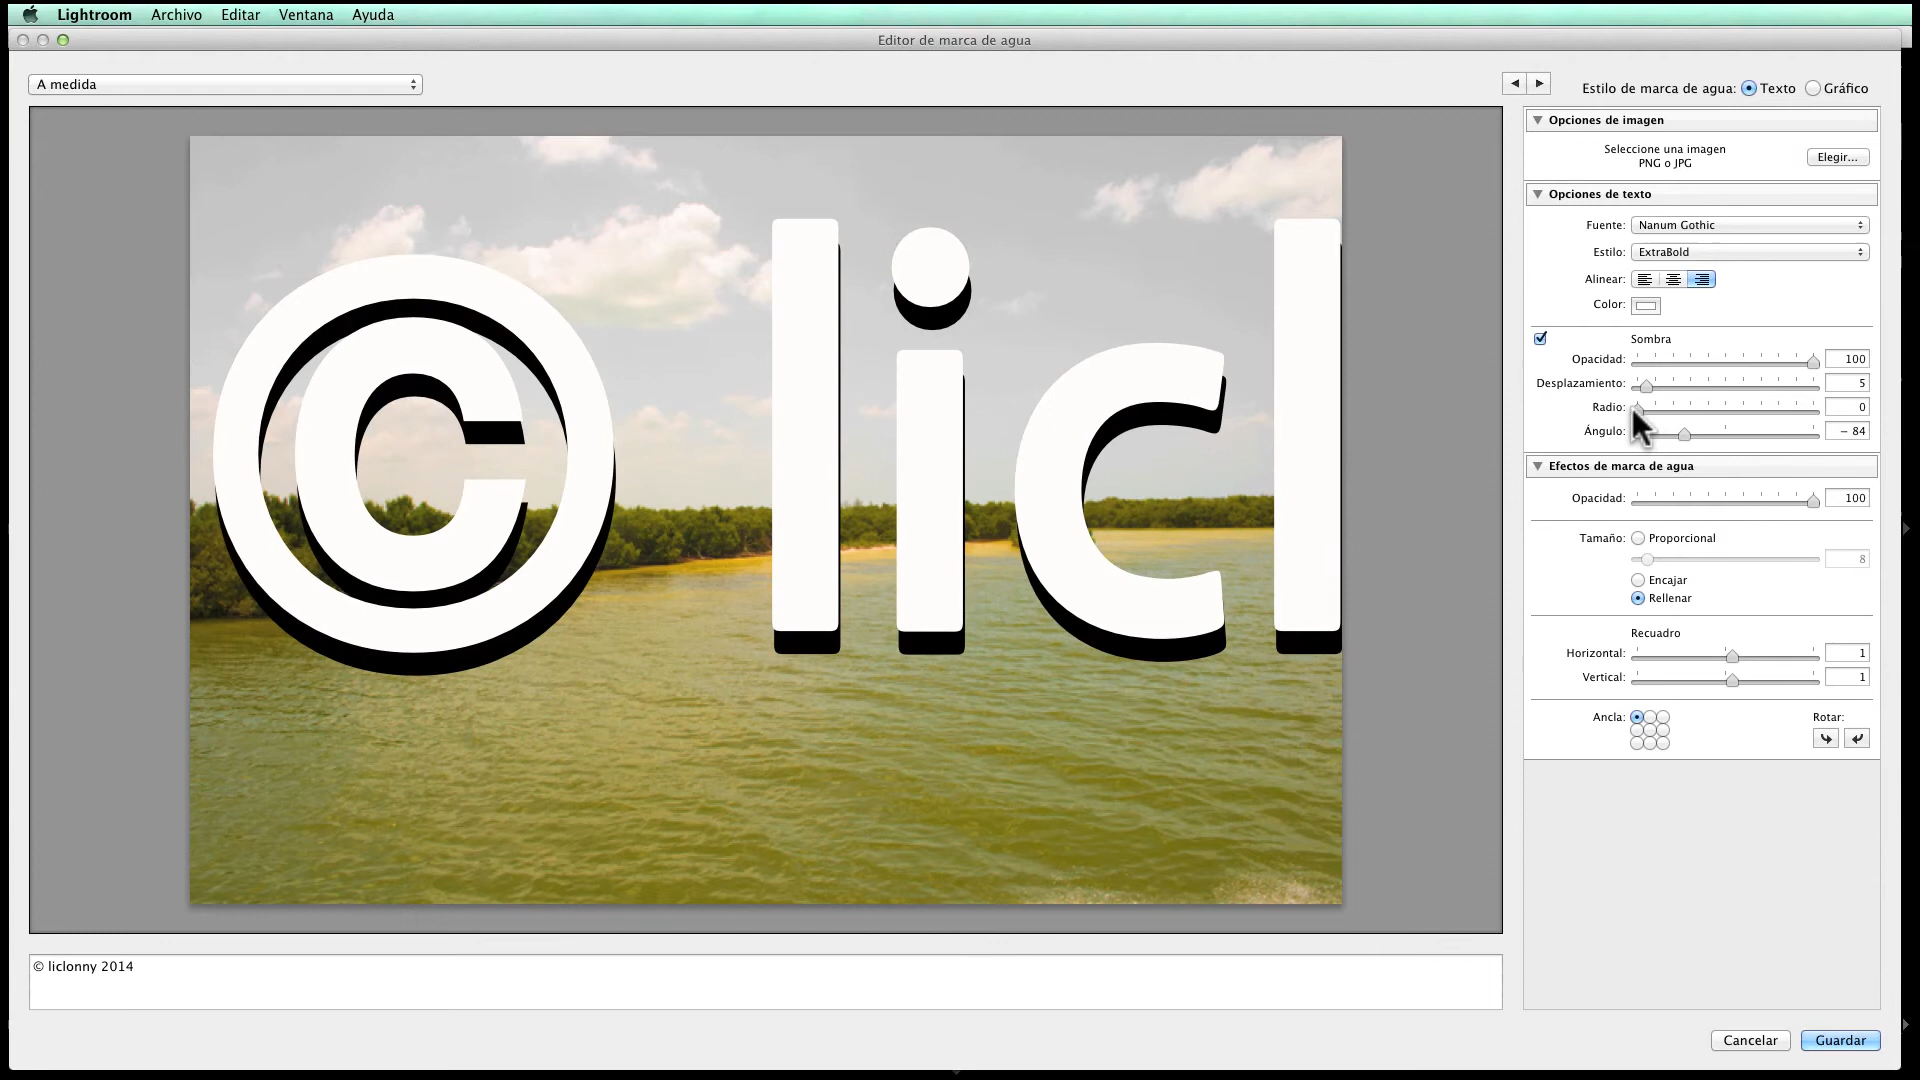 Lightroom Archivo Editar Ventana Ayuda
Editor de marca de agua
A medida
Estilo de marca de agua: Texto Gráfico
Opciones de imagen
Seleccione una imagen
PNG o JPG
Elegir...
Opciones de texto
Fuente: Nanum Gothic
Estilo: ExtraBold
Alinear:
Color:
Sombra
Opacidad: 100
Desplazamiento: 5
Radio: 0
Ángulo: – 84
Efectos de marca de agua
Opacidad: 100
Tamaño: Proporcional
8
Encajar
Rellenar
Recuadro
Horizontal: 1
Vertical: 1
Ancla: Rotar:
© licl
© liclonny 2014
Cancelar Guardar